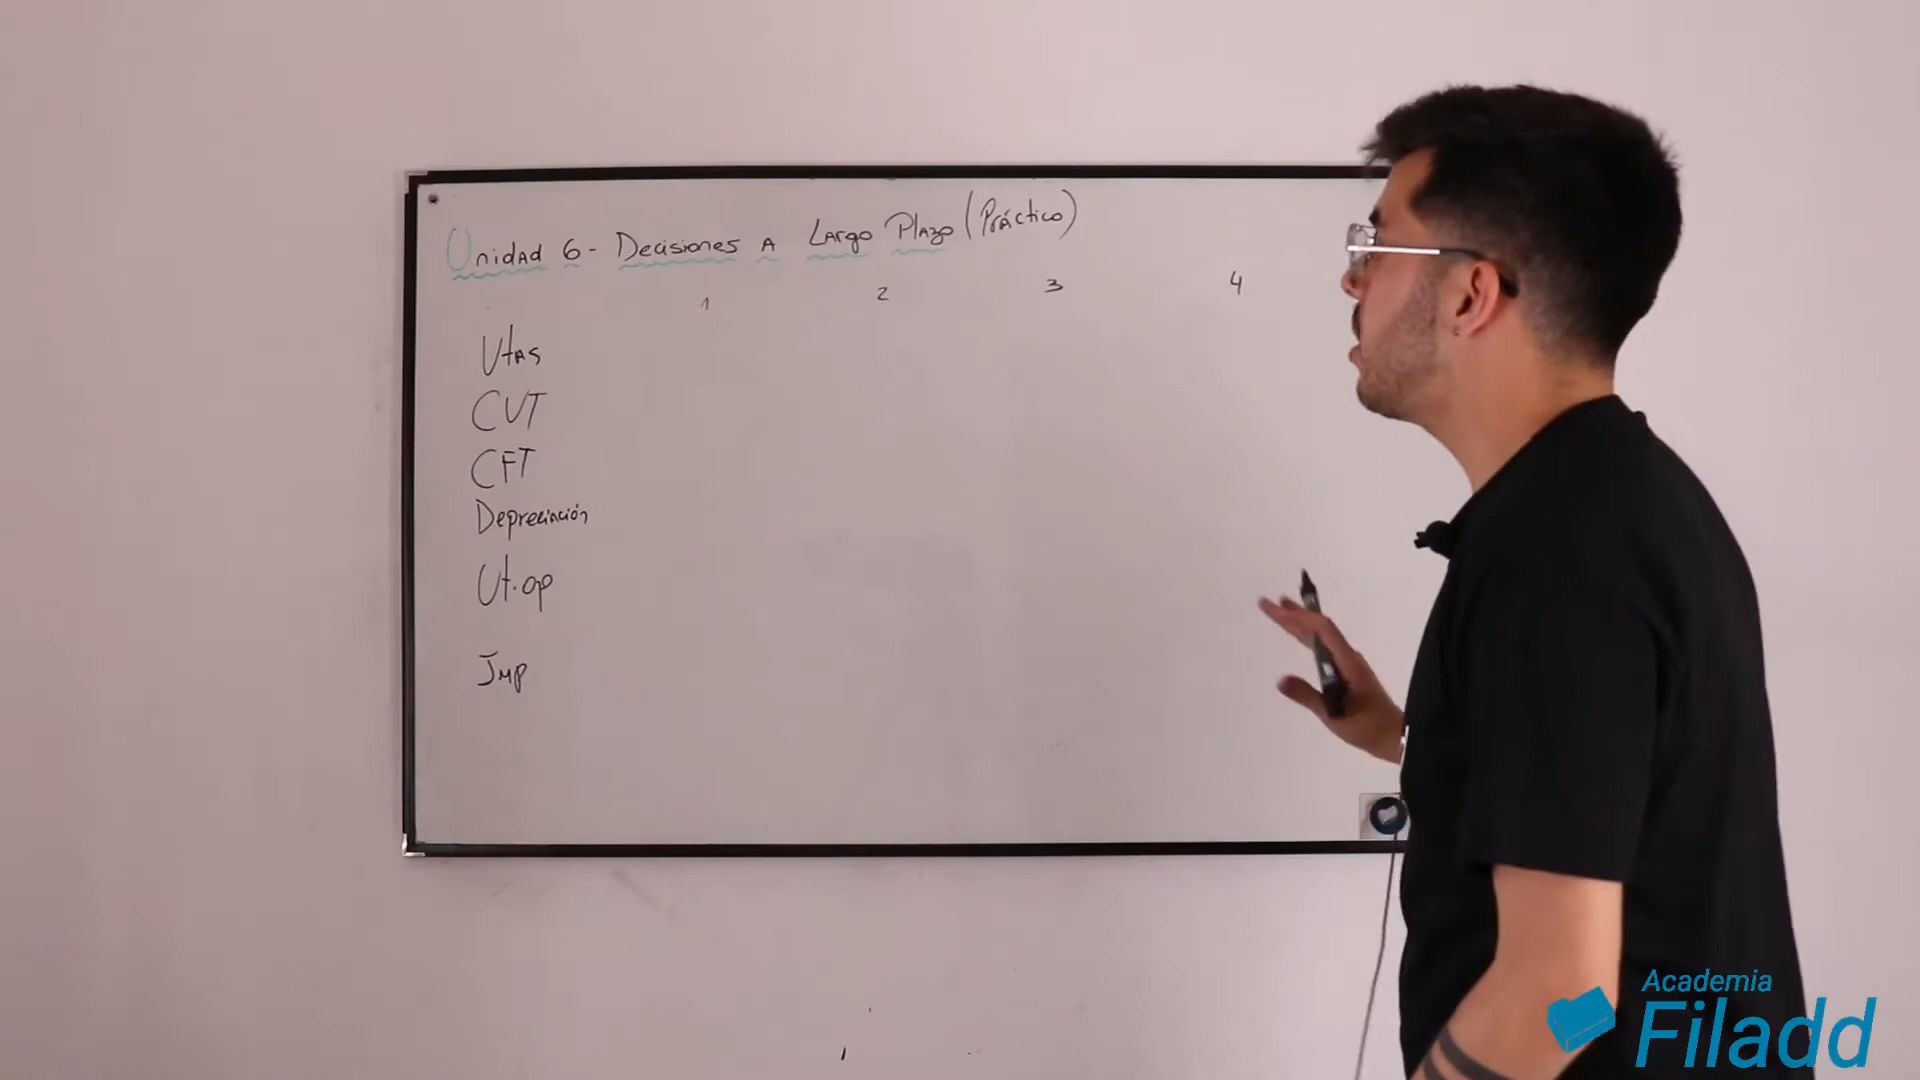 Unidad 6 - Decisiones a Largo Plazo (Práctico)
1 2 3 4
Vtas
CVT
CFT
Depreciación
Ut. op
Imp
Academia
Filadd